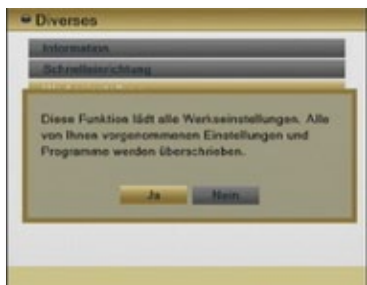 Diverses
Information
Schnelleinrichtung
Diese Funktion lädt alle Werkseinstellungen. Alle
von Ihnen vorgenommenen Einstellungen und
Programme werden überschrieben.
Ja
Nein